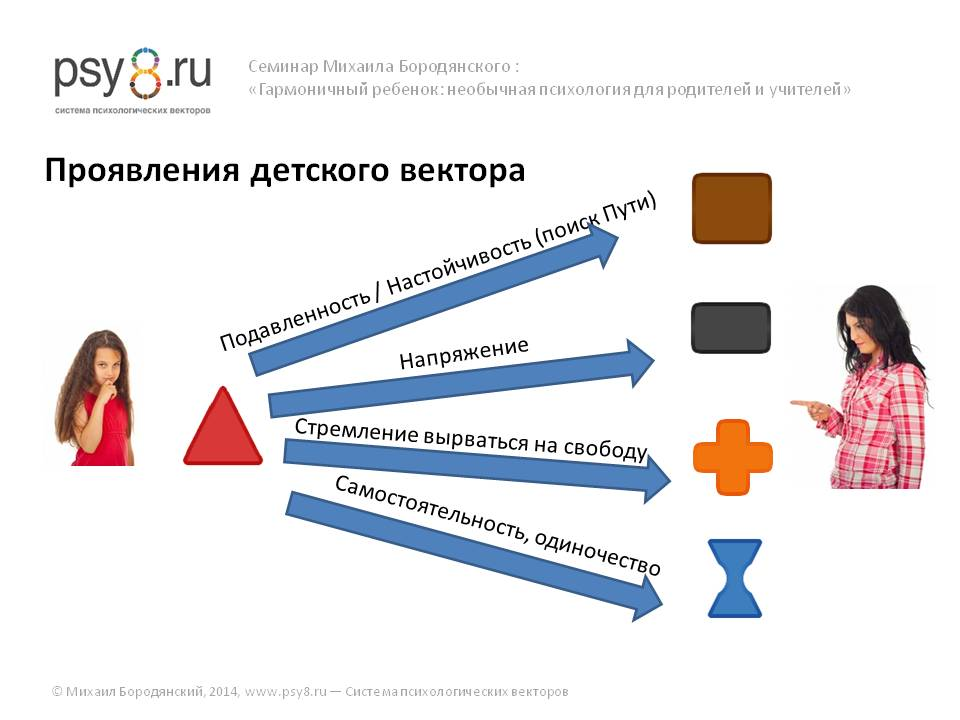 psy8.ru
система психологических векторов
Семинар Михаила Бородянского :
«Гармоничный ребенок: необычная психология для родителей и учителей»
Проявления детского вектора
Подавленность / Настойчивость (поиск Пути)
Напряжение
Стремление вырваться на свободу
Самостоятельность, одиночество
© Михаил Бородянский, 2014, www.psy8.ru — Система психологических векторов